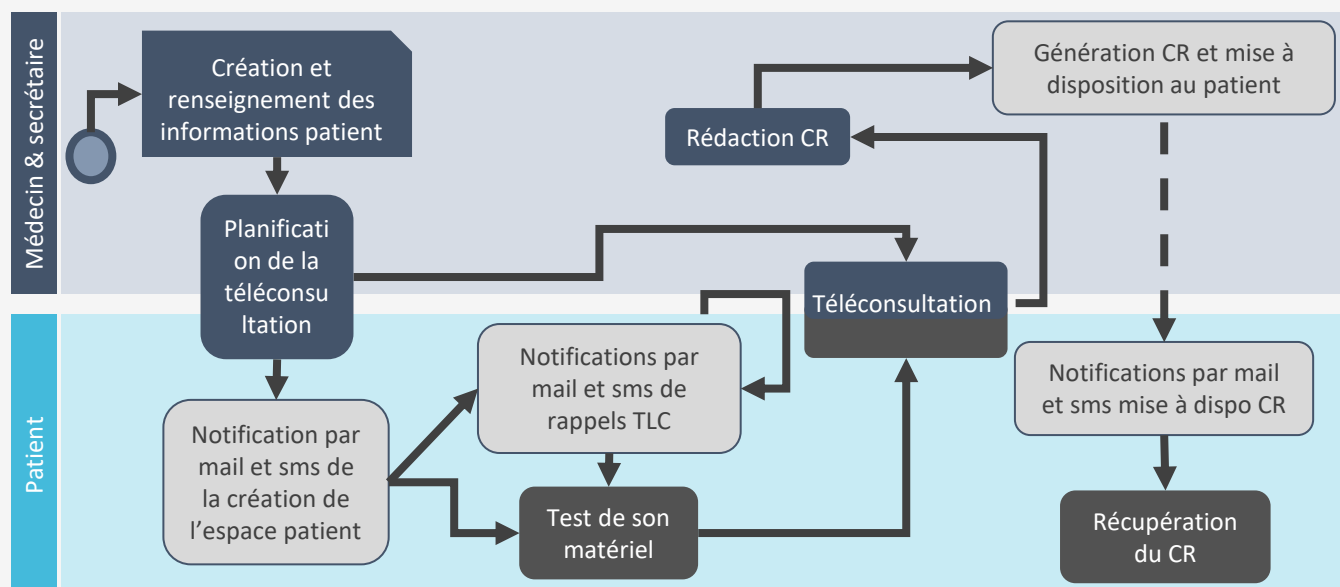 Médecin & secrétaire
Création et
renseignement des
informations patient
Planificati
on de la
téléconsu
ltation
Rédaction CR
Génération CR et mise à
disposition au patient
Téléconsultation
Patient
Notification par
mail et sms de
la création de
l’espace patient
Notifications par
mail et sms de
rappels TLC
Test de son
matériel
Notifications par mail
et sms mise à dispo CR
Récupération
du CR